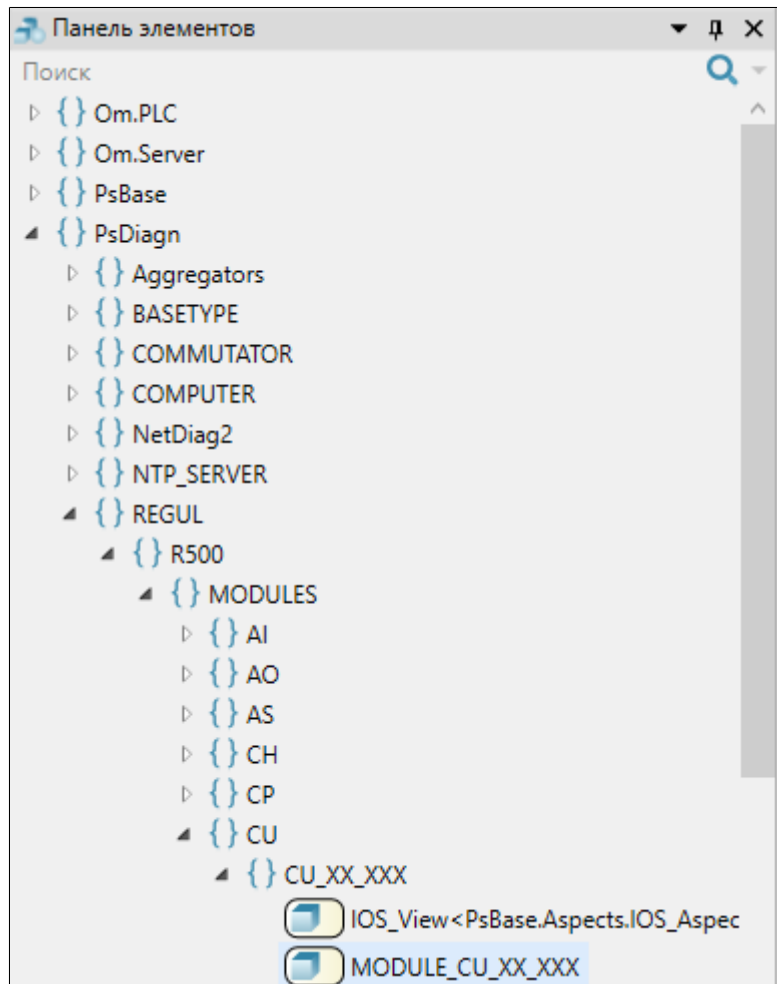 Панель элементов
Поиск
{ } Om.PLC
{ } Om.Server
{ } PsBase
{ } PsDiagn
{ } Aggregators
{ } BASETYPE
{ } COMMUTATOR
{ } COMPUTER
{ } NetDiag2
{ } NTP_SERVER
{ } REGUL
{ } R500
{ } MODULES
{ } AI
{ } AO
{ } AS
{ } CH
{ } CP
{ } CU
{ } CU_XX_XXX
IOS_View<PsBase.Aspects.IOS_Aspec
MODULE_CU_XX_XXX